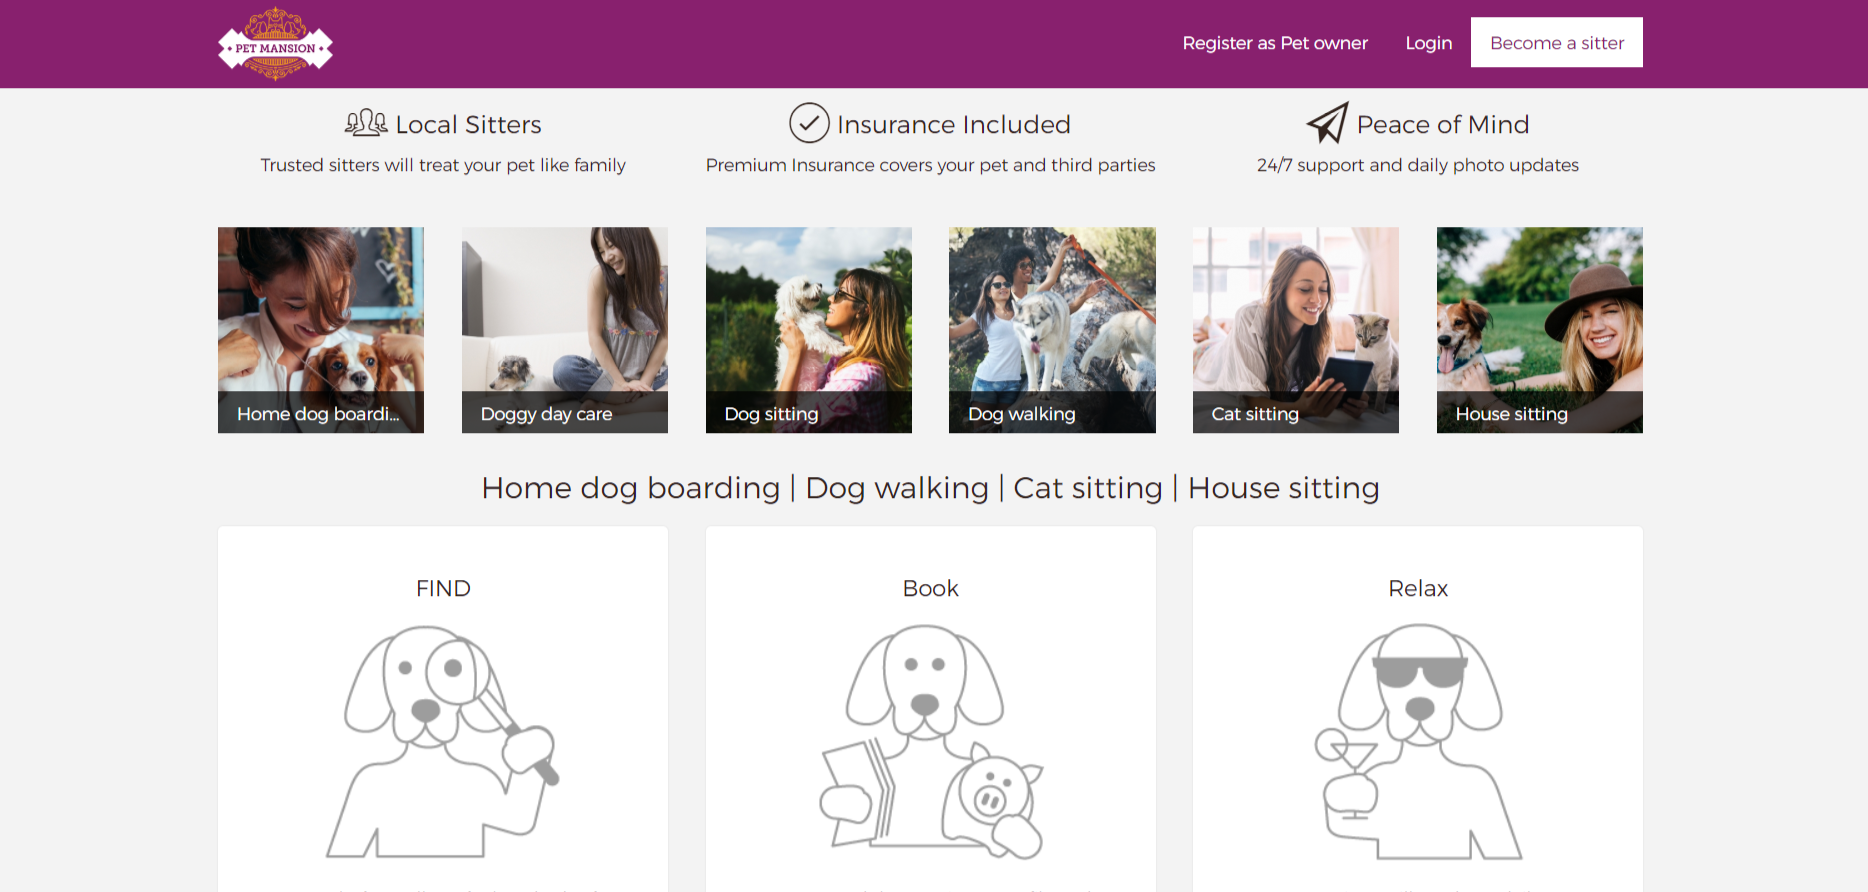 PET MANSION
Register as Pet owner
Login
Become a sitter
Local Sitters
Trusted sitters will treat your pet like family
Insurance Included
Premium Insurance covers your pet and third parties
Peace of Mind
24/7 support and daily photo updates
Home dog boardi...
Doggy day care
Dog sitting
Dog walking
Cat sitting
House sitting
Home dog boarding | Dog walking | Cat sitting | House sitting
FIND
Book
Relax